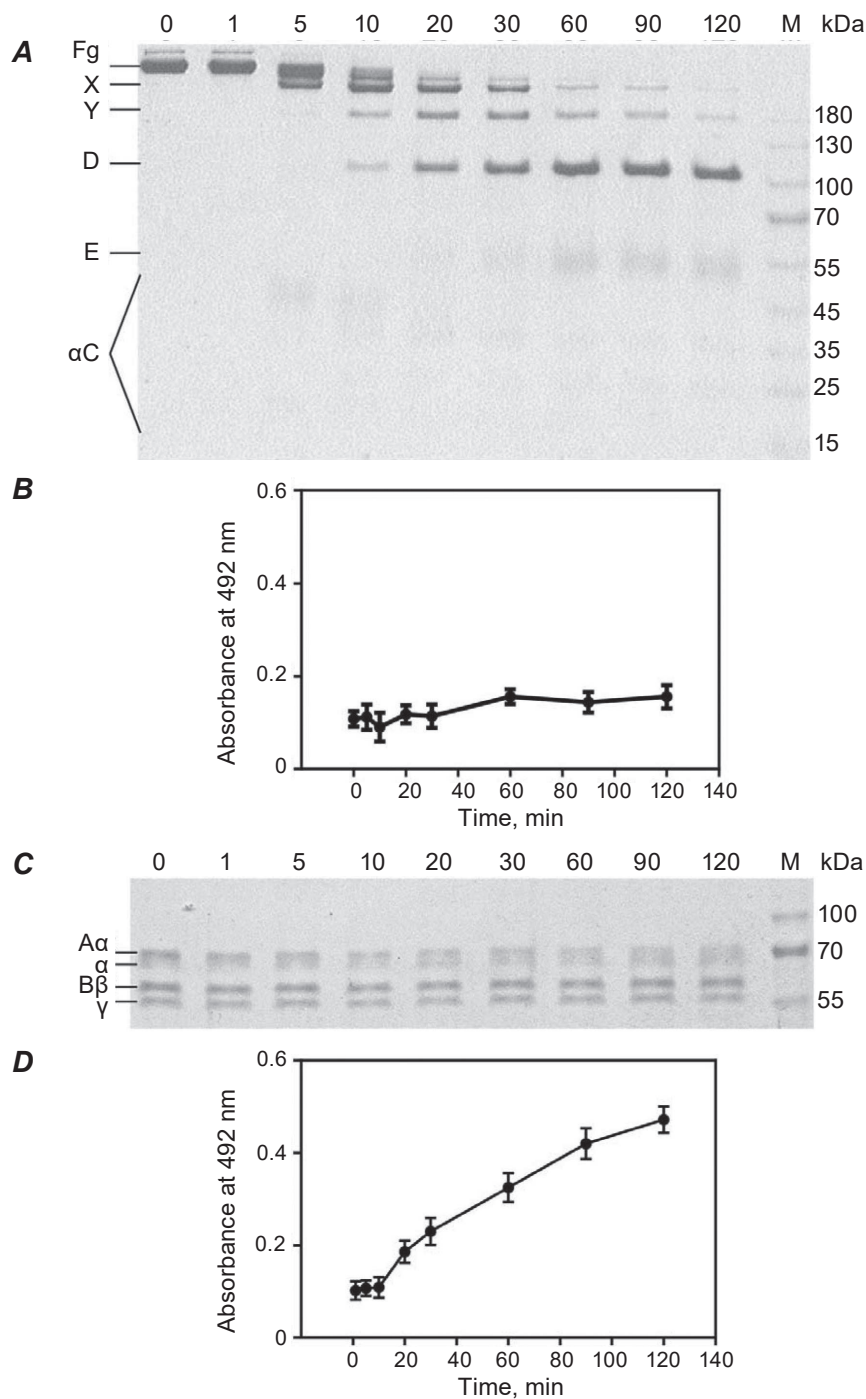 A
0 1 5 10 20 30 60 90 120 M kDa
Fg
X
Y
D
E
αC
180
130
100
70
55
45
35
25
15
B
Absorbance at 492 nm
0.6
0.4
0.2
0
0 20 40 60 80 100 120 140
Time, min
C
0 1 5 10 20 30 60 90 120 M kDa
Aα
α
Bβ
γ
100
70
55
D
Absorbance at 492 nm
0.6
0.4
0.2
0
0 20 40 60 80 100 120 140
Time, min